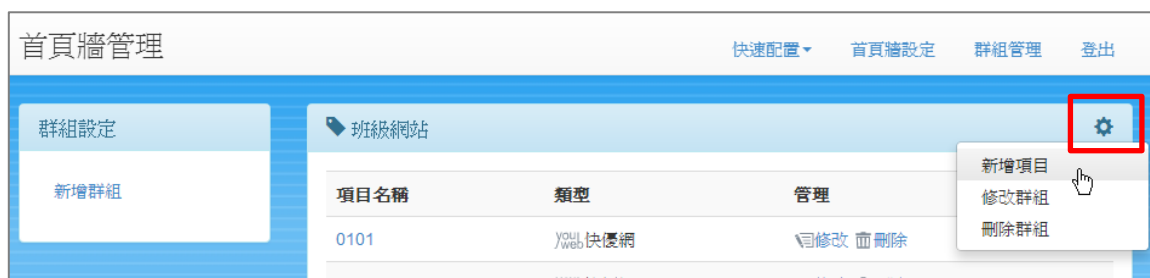 首頁牆管理
快速配置 首頁牆設定 群組管理 登出
群組設定
班級網站
新增群組
新增項目
修改群組
刪除群組
項目名稱 類型 管理
0101 you web 快優網 修改 刪除